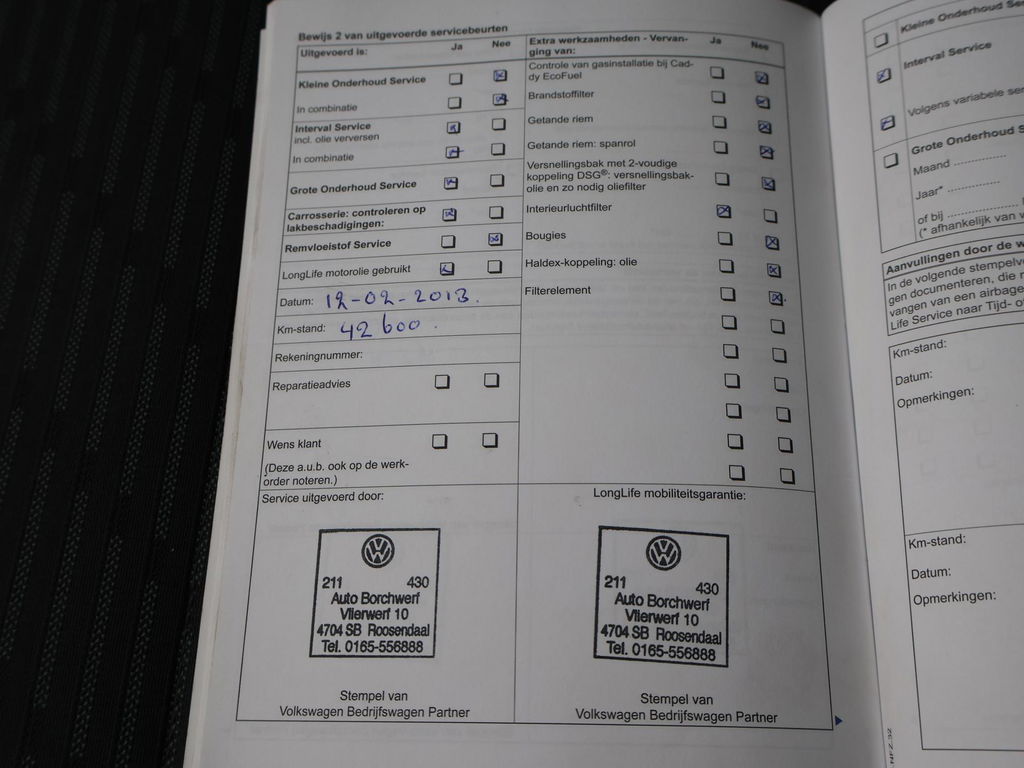 Bewijs 2 van uitgevoerde servicebeurten
Uitgevoerd is: Ja Nee
Kleine Onderhoud Service
In combinatie
Interval Service
incl. olie verversen
In combinatie
Grote Onderhoud Service
Carrosserie: controleren op
lakbeschadigingen:
Remvloeistof Service
LongLife motorolie gebruikt
Datum: 12-02-2013.
Km-stand: 42600.
Rekeningnummer:
Reparatieadvies
Wens klant
(Deze a.u.b. ook op de werk-
order noteren.)
Extra werkzaamheden - Vervan-
ging van: Ja Nee
Controle van gasinstallatie bij Cad-
dy EcoFuel
Brandstoffilter
Getande riem
Getande riem: spanrol
Versnellingsbak met 2-voudige
koppeling DSG®: versnellingsbak-
olie en zo nodig oliefilter
Interieurluchtfilter
Bougies
Haldex-koppeling: olie
Filterelement
Service uitgevoerd door:
211 430
Auto Borchwerf
Vlierwerf 10
4704 SB Roosendaal
Tel. 0165-556888
Stempel van
Volkswagen Bedrijfswagen Partner
LongLife mobiliteitsgarantie:
211 430
Auto Borchwerf
Vlierwerf 10
4704 SB Roosendaal
Tel. 0165-556888
Stempel van
Volkswagen Bedrijfswagen Partner
Kleine Onderhoud
Interval Service
Volgens variabele
Grote Onderhoud
Maand
Jaar*
of bij
(* afhankelijk van
Aanvullingen door de
In de volgende
gen documenteren, die
vangen van een
Life Service naar Tijd-
Km-stand:
Datum:
Opmerkingen:
Km-stand:
Datum:
Opmerkingen: